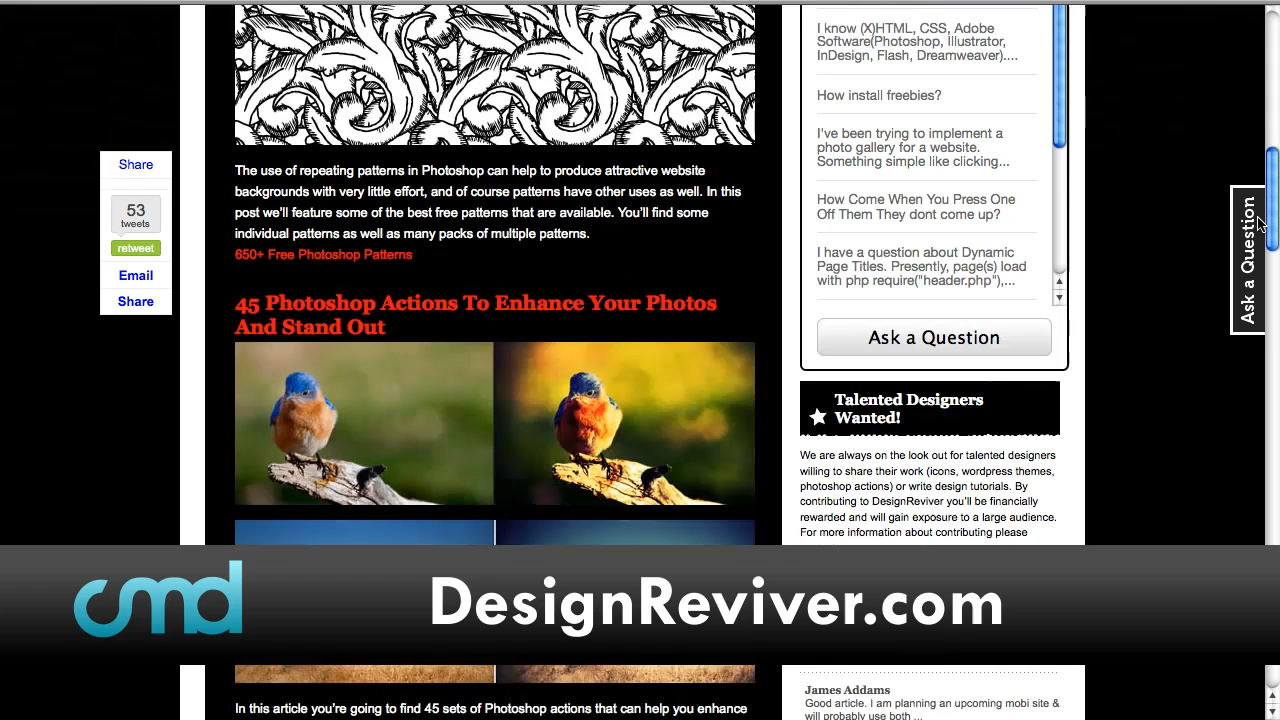 I know (X)HTML, CSS, Adobe
Software(Photoshop, Illustrator,
InDesign, Flash, Dreamweaver)....
How install freebies?
I've been trying to implement a
photo gallery for a website.
Something simple like clicking...
How Come When You Press One
Off Them They dont come up?
I have a question about Dynamic
Page Titles. Presently, page(s) load
with php require("header.php"),...
Ask a Question
Share
53
tweets
retweet
Email
Share
The use of repeating patterns in Photoshop can help to produce attractive website
backgrounds with very little effort, and of course patterns have other uses as well. In this
post we'll feature some of the best free patterns that are available. You'll find some
individual patterns as well as many packs of multiple patterns.
650+ Free Photoshop Patterns
45 Photoshop Actions To Enhance Your Photos
And Stand Out
Ask a Question
Talented Designers
Wanted!
We are always on the look out for talented designers
willing to share their work (icons, wordpress themes,
photoshop actions) or write design tutorials. By
contributing to DesignReviver you'll be financially
rewarded and will gain exposure to a large audience.
For more information about contributing please
cmd
DesignReviver.com
In this article you're going to find 45 sets of Photoshop actions that can help you enhance
James Addams
Good article. I am planning an upcoming mobi site &
will probably use both ...